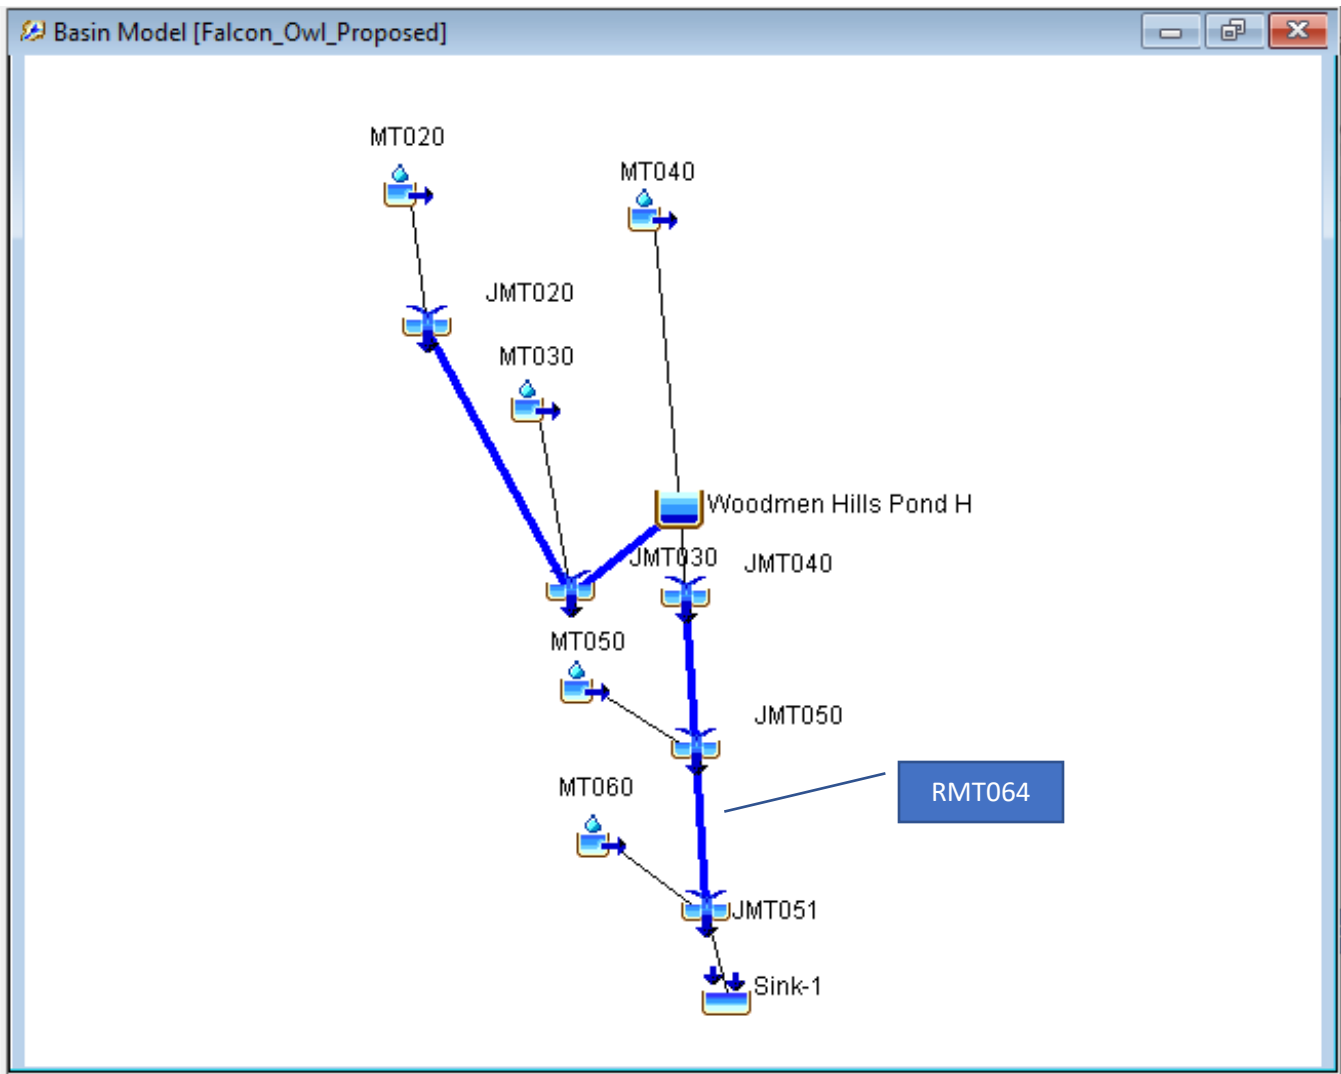 Basin Model [Falcon_Owl_Proposed]
MT020
MT040
JMT020
MT030
Woodmen Hills Pond H
JMT030
JMT040
MT050
JMT050
RMT064
MT060
JMT051
Sink-1